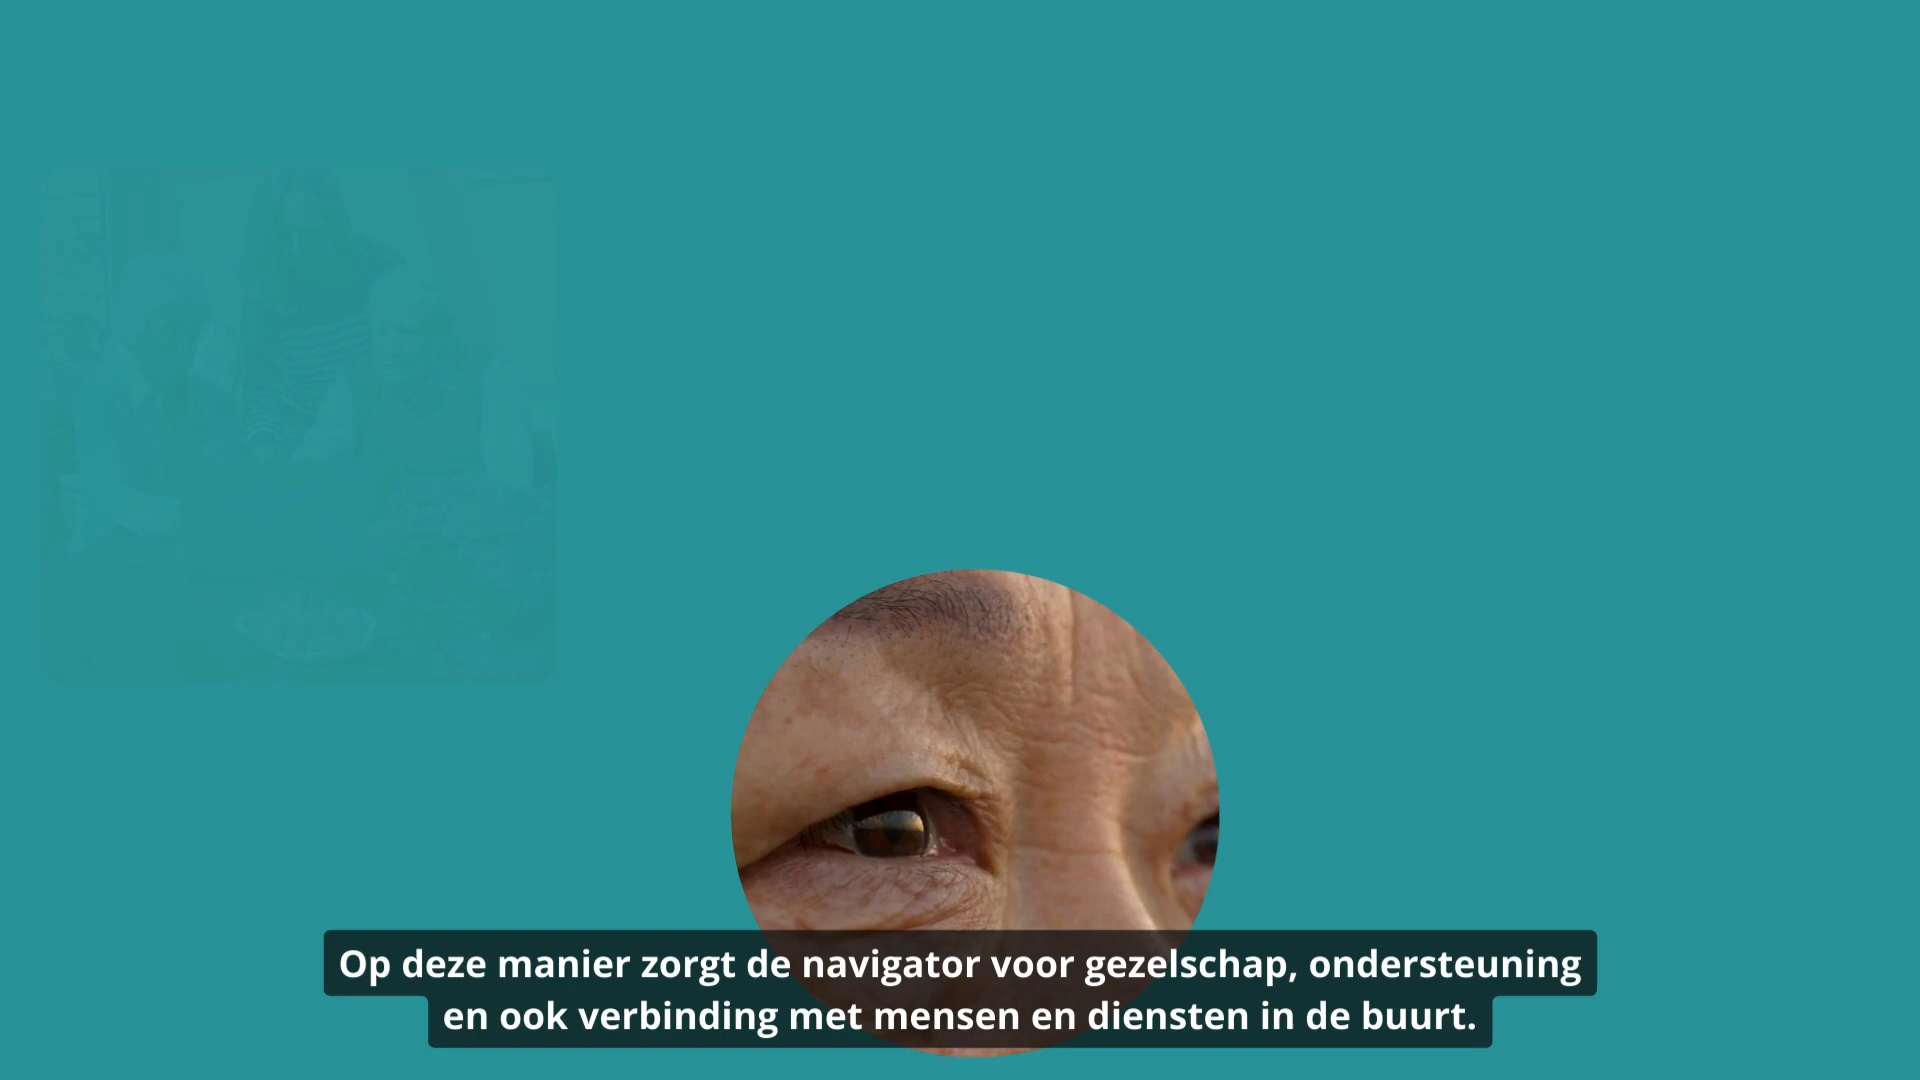 Op deze manier zorgt de navigator voor gezelschap, ondersteuning
en ook verbinding met mensen en diensten in de buurt.